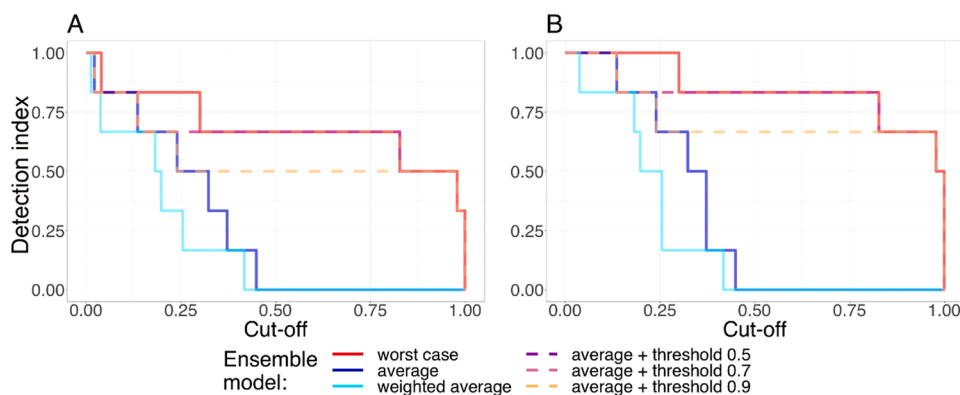 A
B
Detection index
1.00
0.75
0.50
0.25
0.00
1.00
0.75
0.50
0.25
0.00
0.00 0.25 0.50 0.75 1.00
0.00 0.25 0.50 0.75 1.00
Cut-off
Cut-off
Ensemble
model:
worst case
average
weighted average
average + threshold 0.5
average + threshold 0.7
average + threshold 0.9